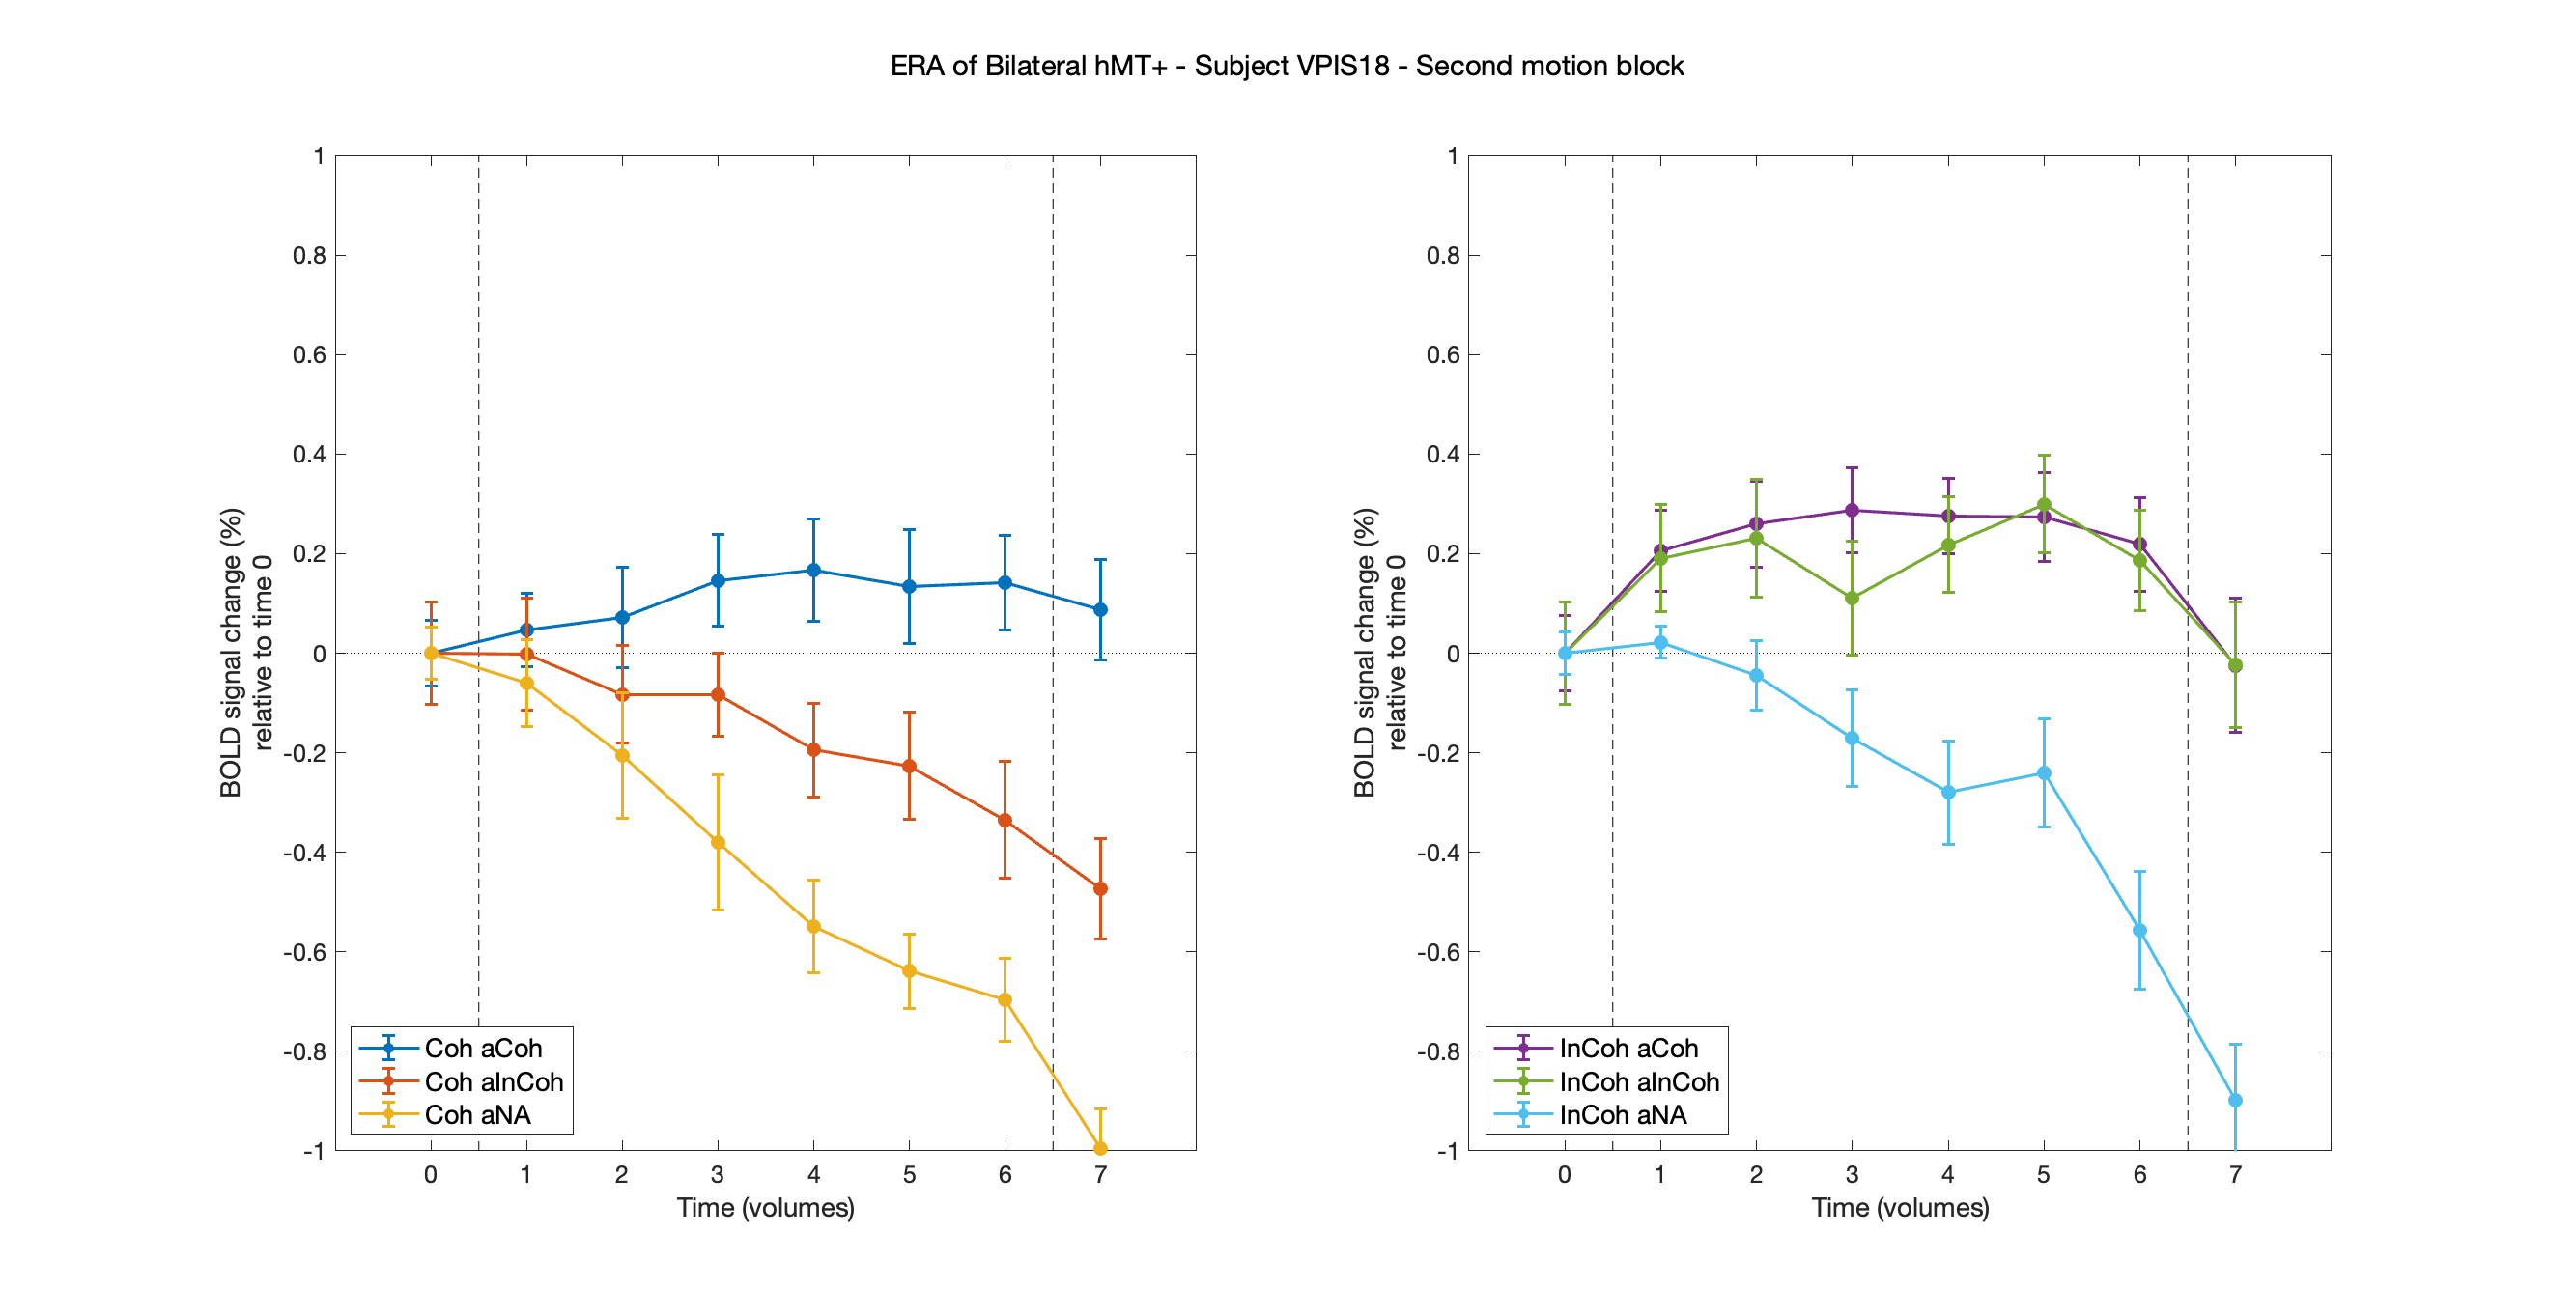 ERA of Bilateral hMT+ - Subject VPIS18 - Second motion block
BOLD signal change (%)
relative to time 0
1
0.8
0.6
0.4
0.2
0
-0.2
-0.4
-0.6
-0.8
-1
Coh aCoh
Coh aInCoh
Coh aNA
0 1 2 3 4 5 6 7
Time (volumes)
BOLD signal change (%)
relative to time 0
1
0.8
0.6
0.4
0.2
0
-0.2
-0.4
-0.6
-0.8
-1
InCoh aCoh
InCoh aInCoh
InCoh aNA
0 1 2 3 4 5 6 7
Time (volumes)